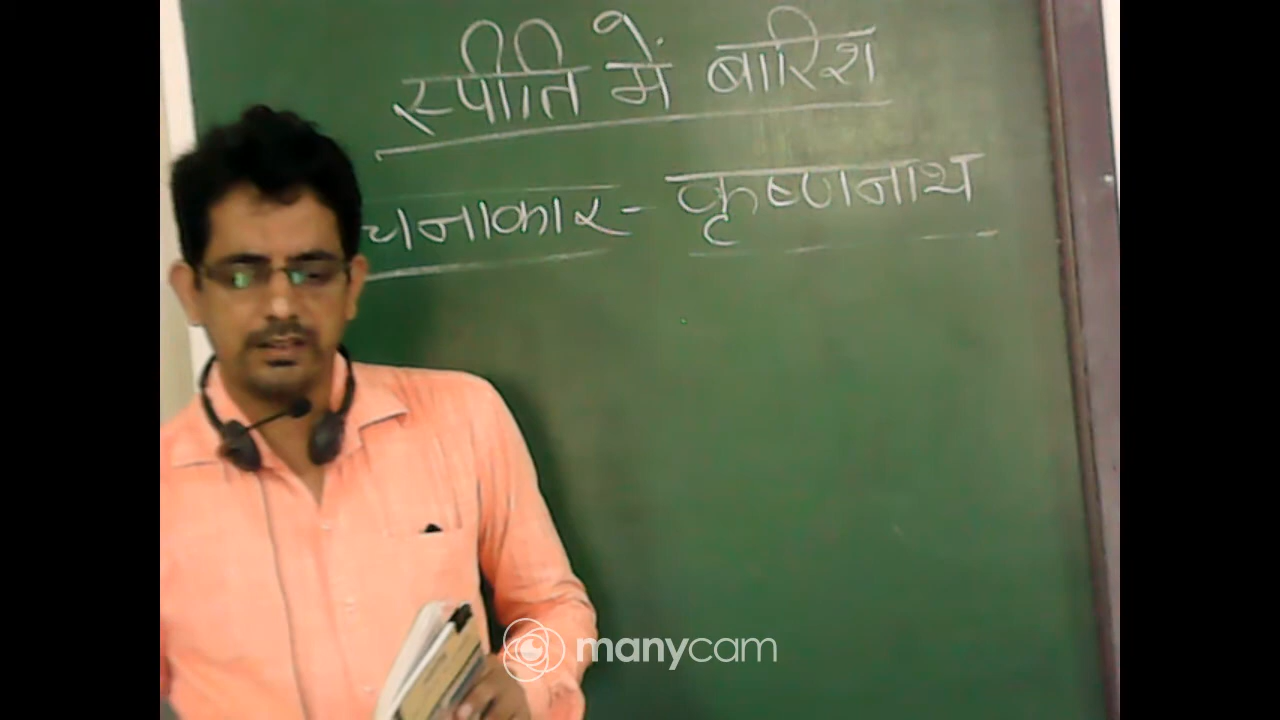 स्पीति में बारिश
चनाकार - कृष्णनाथ
manycam